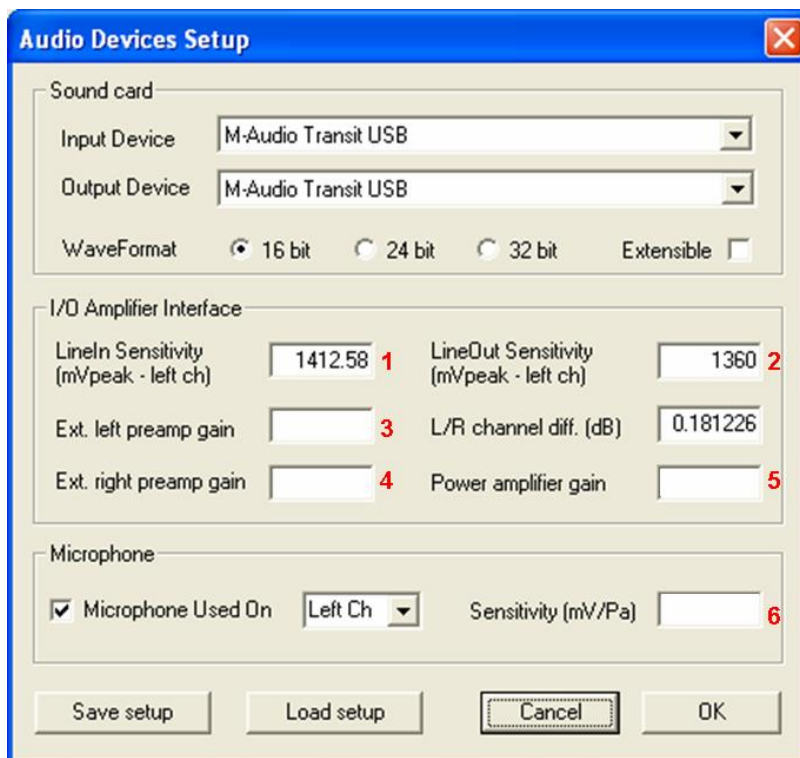 Audio Devices Setup
Sound card
Input Device M-Audio Transit USB
Output Device M-Audio Transit USB
WaveFormat 16 bit 24 bit 32 bit Extensible
I/O Amplifier Interface
LineIn Sensitivity
(mVpeak - left ch) 1412.58 1
LineOut Sensitivity
(mVpeak - left ch) 1360 2
Ext. left preamp gain 3
L/R channel diff. (dB) 0.181226
Ext. right preamp gain 4
Power amplifier gain 5
Microphone
Microphone Used On Left Ch Sensitivity (mV/Pa) 6
Save setup Load setup Cancel OK